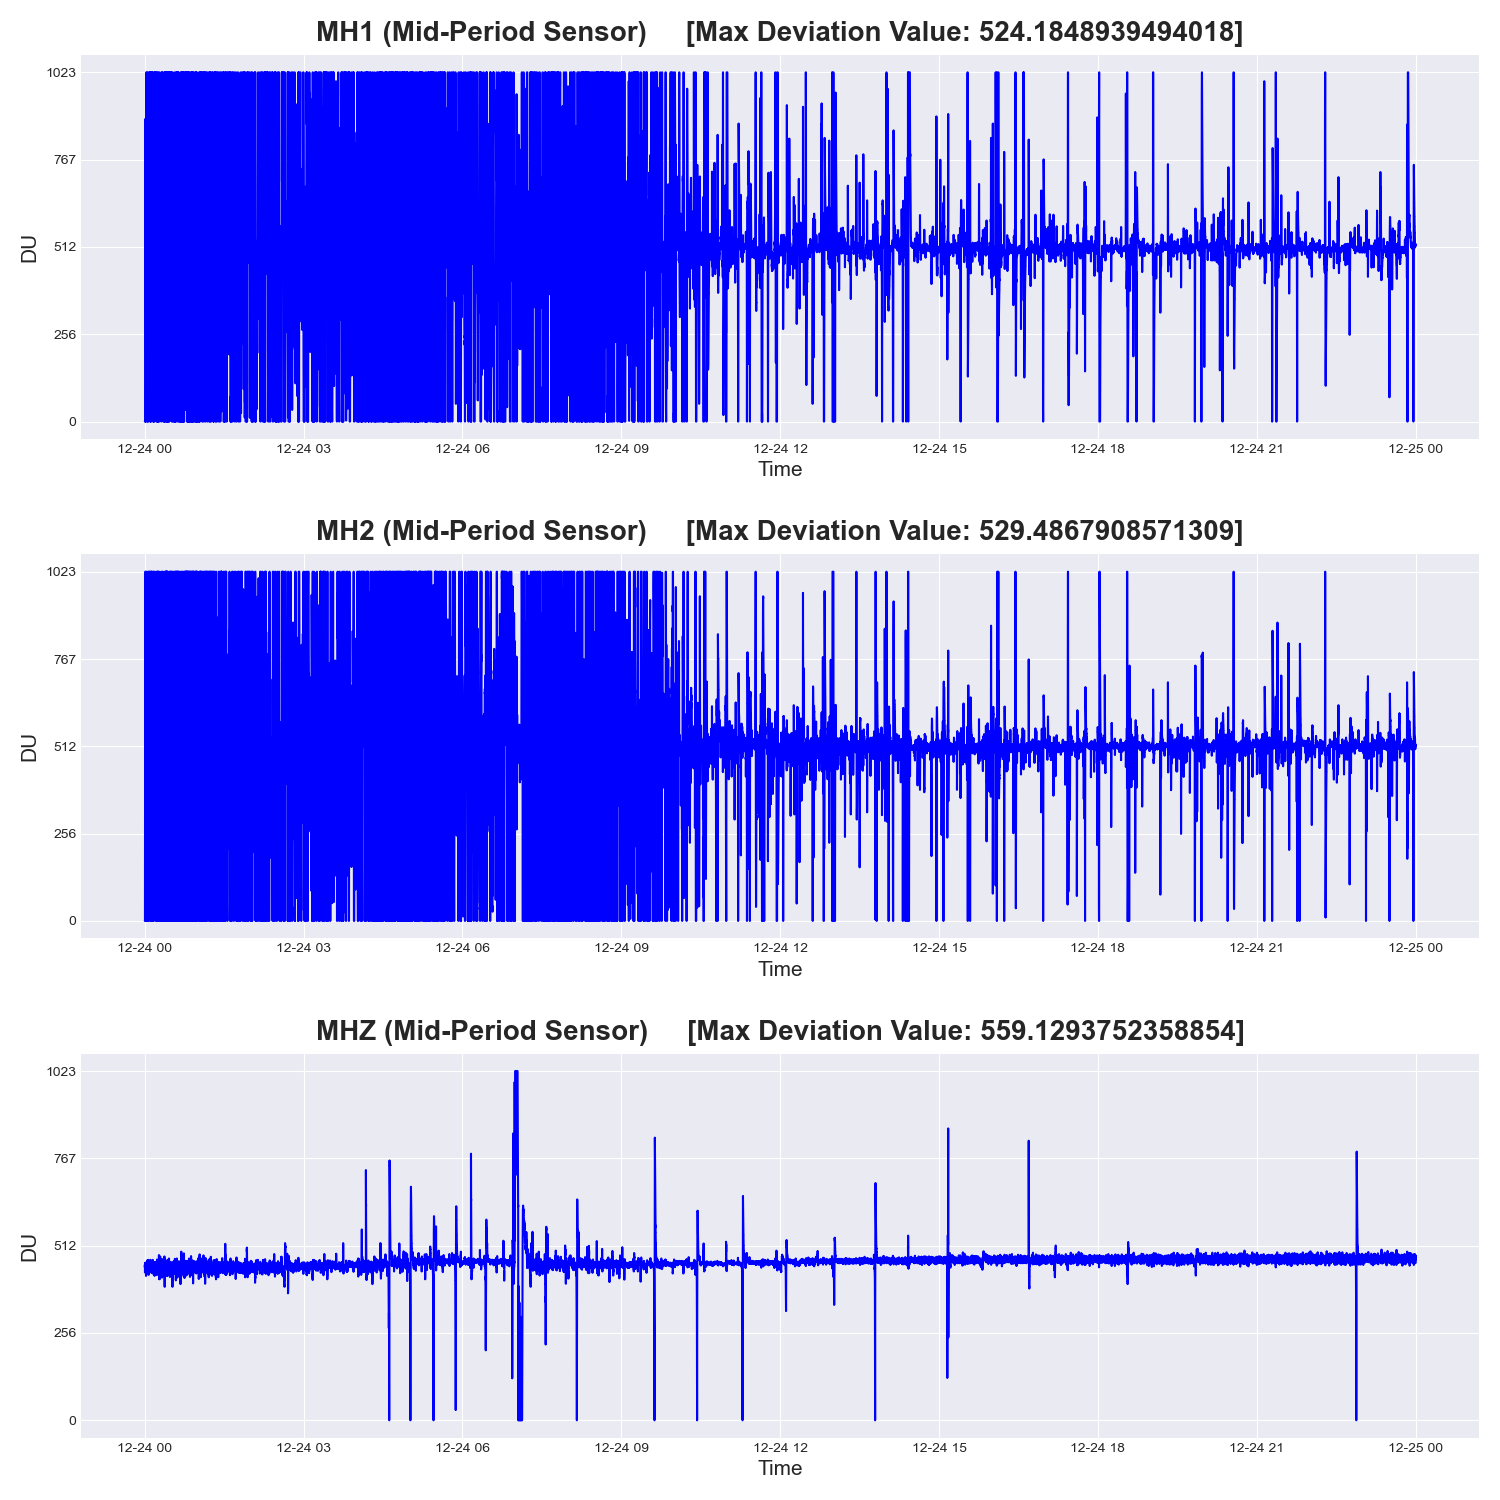 MH1 (Mid-Period Sensor) [Max Deviation Value: 524.1848939494018]
1023
767
512
256
0
DU
12-24 00 12-24 03 12-24 06 12-24 09 12-24 12 12-24 15 12-24 18 12-24 21 12-25 00
Time
MH2 (Mid-Period Sensor) [Max Deviation Value: 529.4867908571309]
1023
767
512
256
0
DU
12-24 00 12-24 03 12-24 06 12-24 09 12-24 12 12-24 15 12-24 18 12-24 21 12-25 00
Time
MHZ (Mid-Period Sensor) [Max Deviation Value: 559.1293752358854]
1023
767
512
256
0
DU
12-24 00 12-24 03 12-24 06 12-24 09 12-24 12 12-24 15 12-24 18 12-24 21 12-25 00
Time